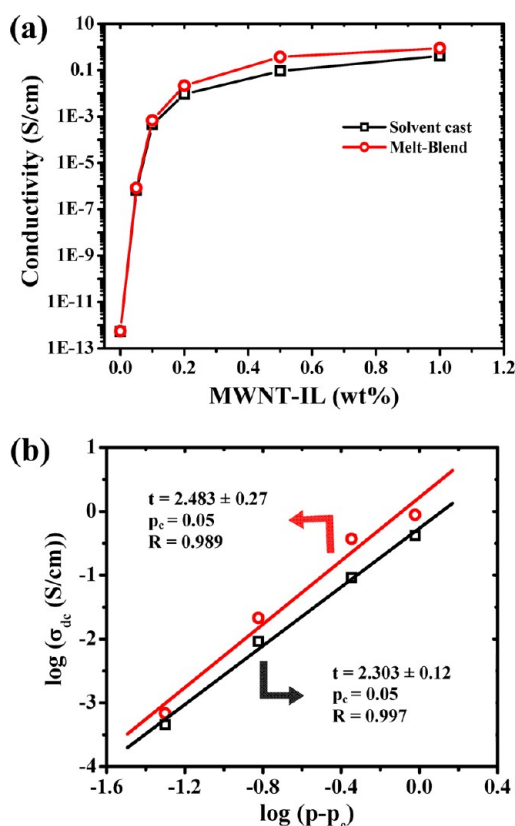 (a)
10
0.1
1E-3
1E-5
1E-7
1E-9
1E-11
1E-13
Conductivity (S/cm)
Solvent cast
Melt-Blend
0.0 0.2 0.4 0.6 0.8 1.0 1.2
MWNT-IL (wt%)
(b)
1
0
-1
-2
-3
-4
log (σdc (S/cm))
t = 2.483 ± 0.27
pc = 0.05
R = 0.989
t = 2.303 ± 0.12
pc = 0.05
R = 0.997
-1.6 -1.2 -0.8 -0.4 0.0 0.4
log (p-pc)